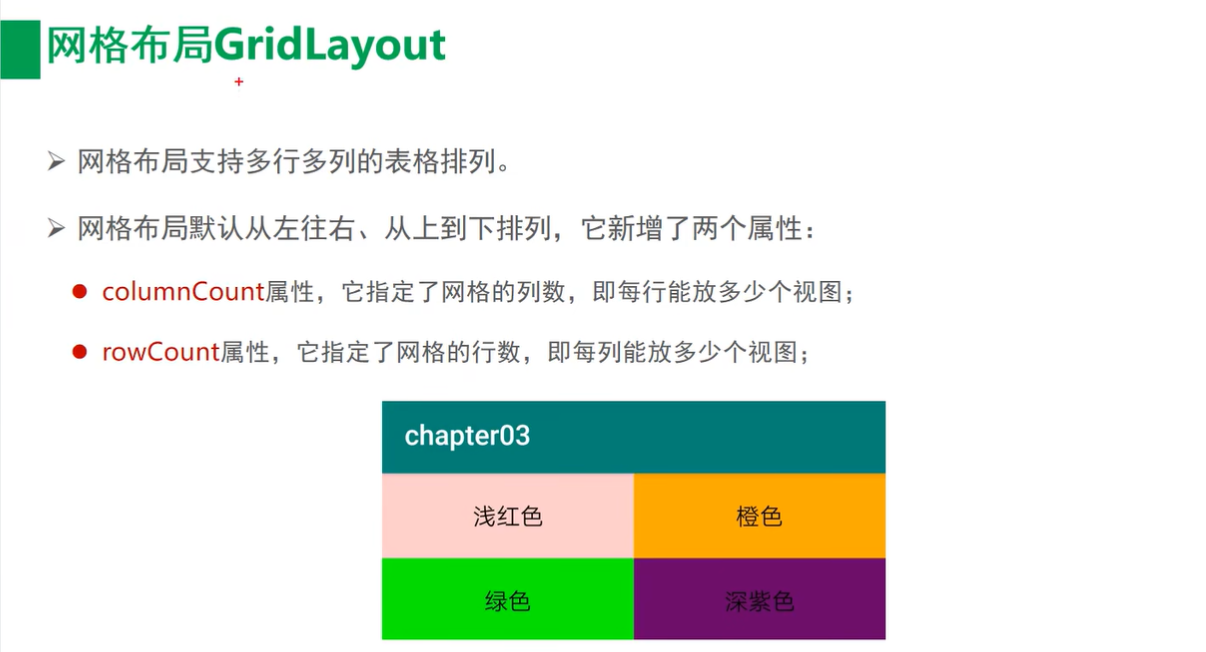 网格布局GridLayout
网格布局支持多行多列的表格排列。
网格布局默认从左往右、从上到下排列，它新增了两个属性：
columnCount属性，它指定了网格的列数，即每行能放多少个视图；
rowCount属性，它指定了网格的行数，即每列能放多少个视图；
chapter03
浅红色
橙色
绿色
深紫色